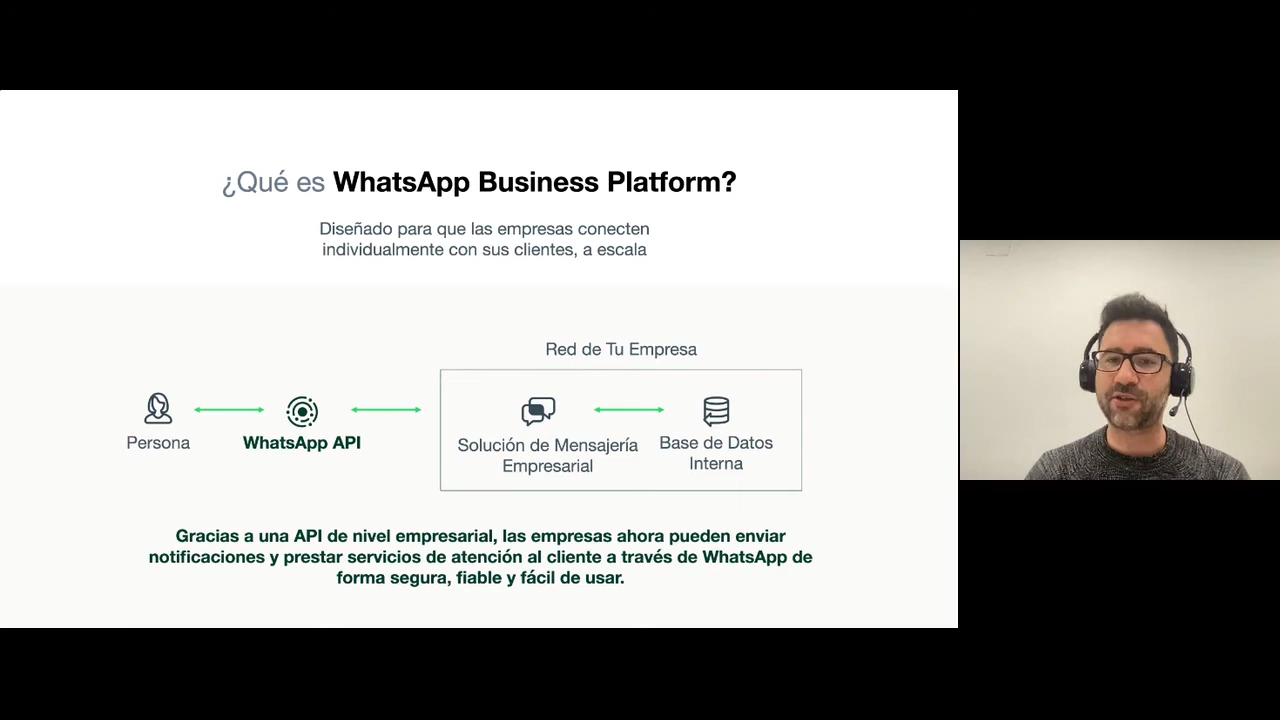 ¿Qué es WhatsApp Business Platform?
Diseñado para que las empresas conecten
individualmente con sus clientes, a escala
Red de Tu Empresa
Persona
WhatsApp API
Solución de Mensajería
Empresarial
Base de Datos
Interna
Gracias a una API de nivel empresarial, las empresas ahora pueden enviar
notificaciones y prestar servicios de atención al cliente a través de WhatsApp de
forma segura, fiable y fácil de usar.